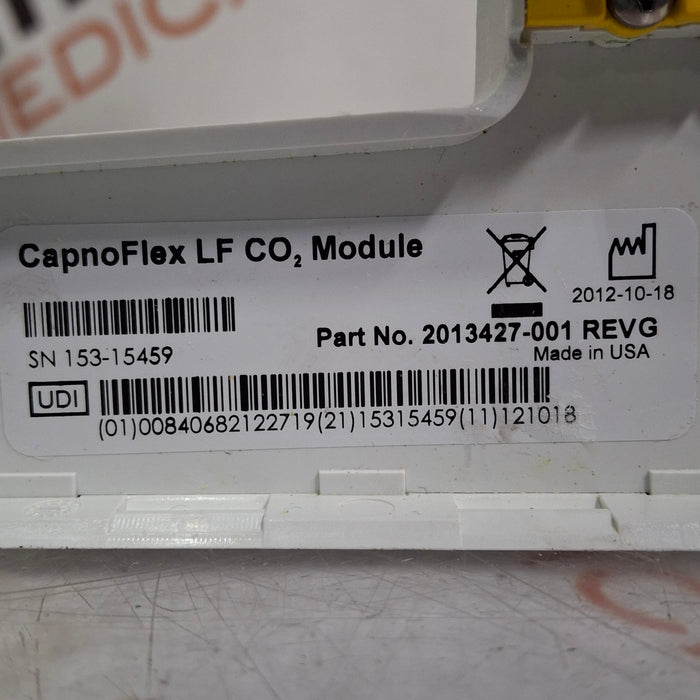 MEDICA
CapnoFlex LF CO₂ Module
2012-10-18
SN 153-15459
Part No. 2013427-001 REVG
Made in USA
UDI
(01)00840682122719(21)15315459(11)121018